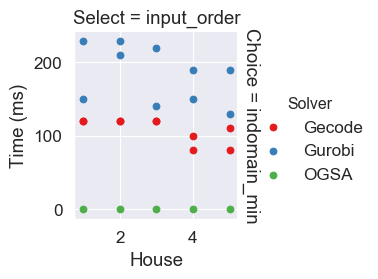 Select = input_order
Time (ms)
200
100
0
2
4
House
Choice = indomain_min
Solver
Gecode
Gurobi
OGSA